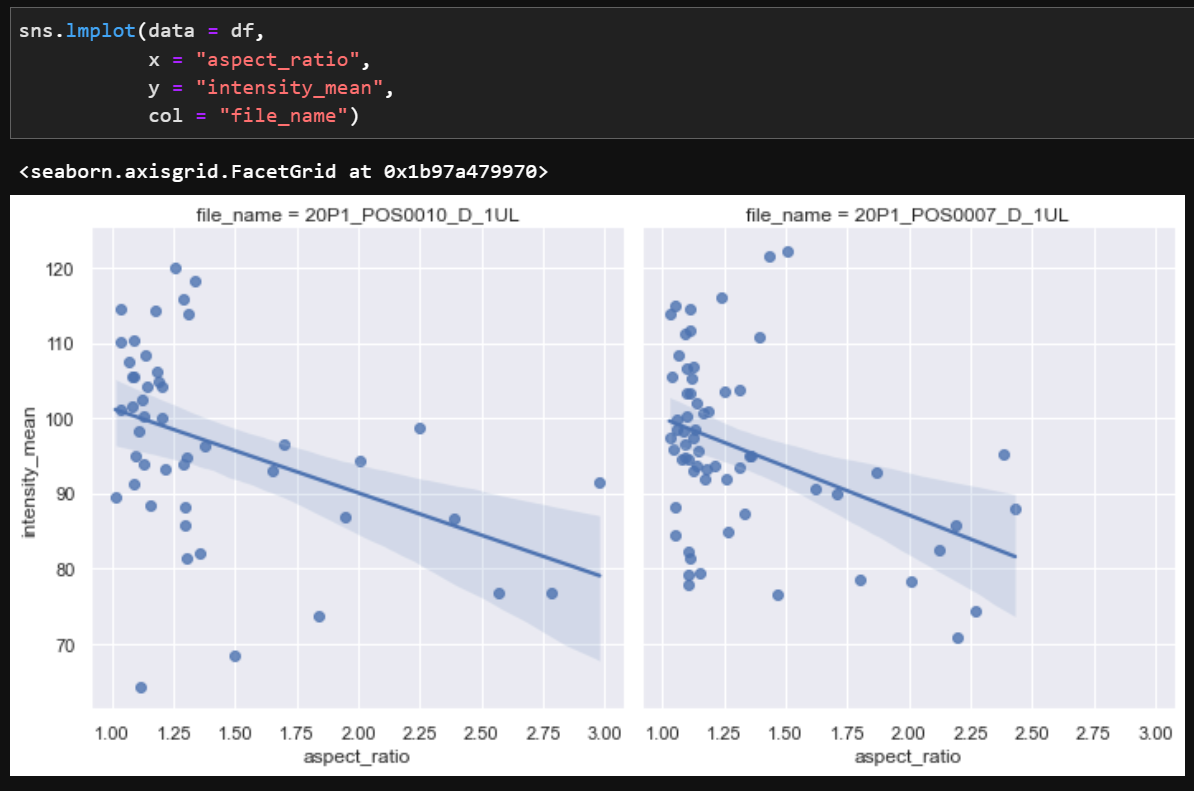 sns.lmplot(data = df,
x = "aspect_ratio",
y = "intensity_mean",
col = "file_name")
<seaborn.axisgrid.FacetGrid at 0x1b97a479970>
file_name = 20P1_POS0010_D_1UL
file_name = 20P1_POS0007_D_1UL
120
110
100
90
80
70
intensity_mean
1.00 1.25 1.50 1.75 2.00 2.25 2.50 2.75 3.00
aspect_ratio
1.00 1.25 1.50 1.75 2.00 2.25 2.50 2.75 3.00
aspect_ratio